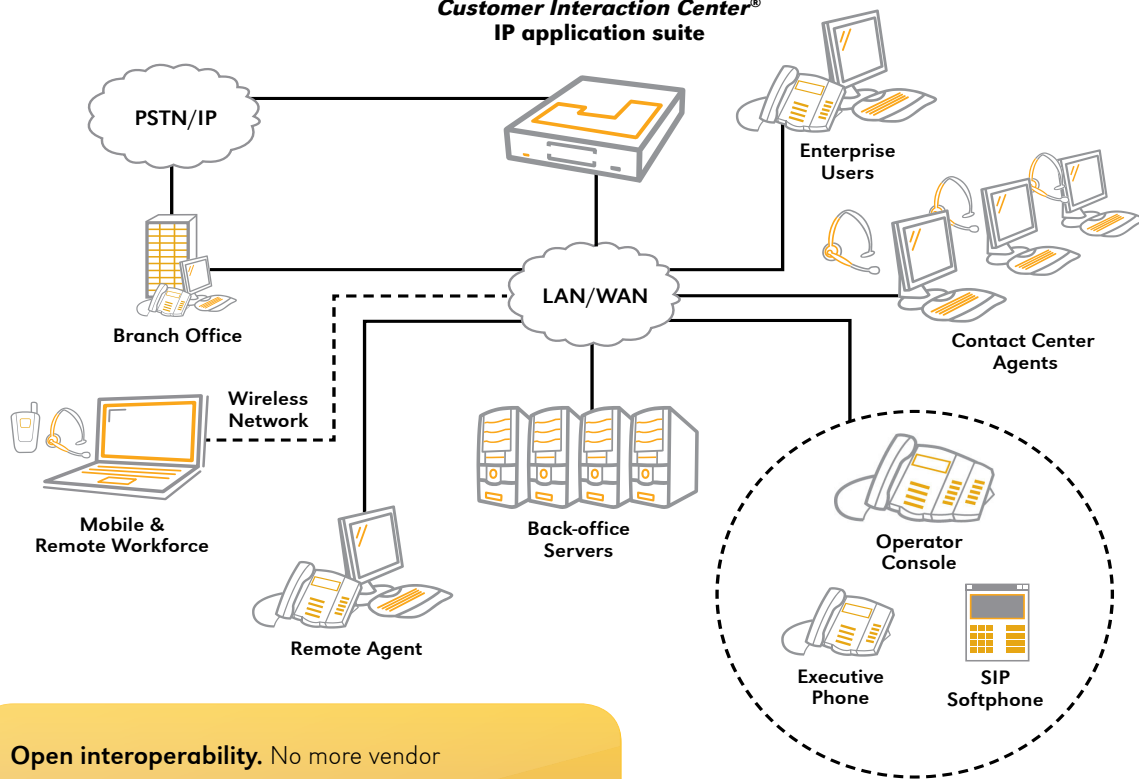 Customer Interaction Center®
IP application suite
PSTN/IP
Enterprise
Users
LAN/WAN
Branch Office
Contact Center
Agents
Wireless
Network
Mobile &
Remote Workforce
Back-office
Servers
Operator
Console
Remote Agent
Executive
Phone
SIP
Softphone
Open interoperability. No more vendor